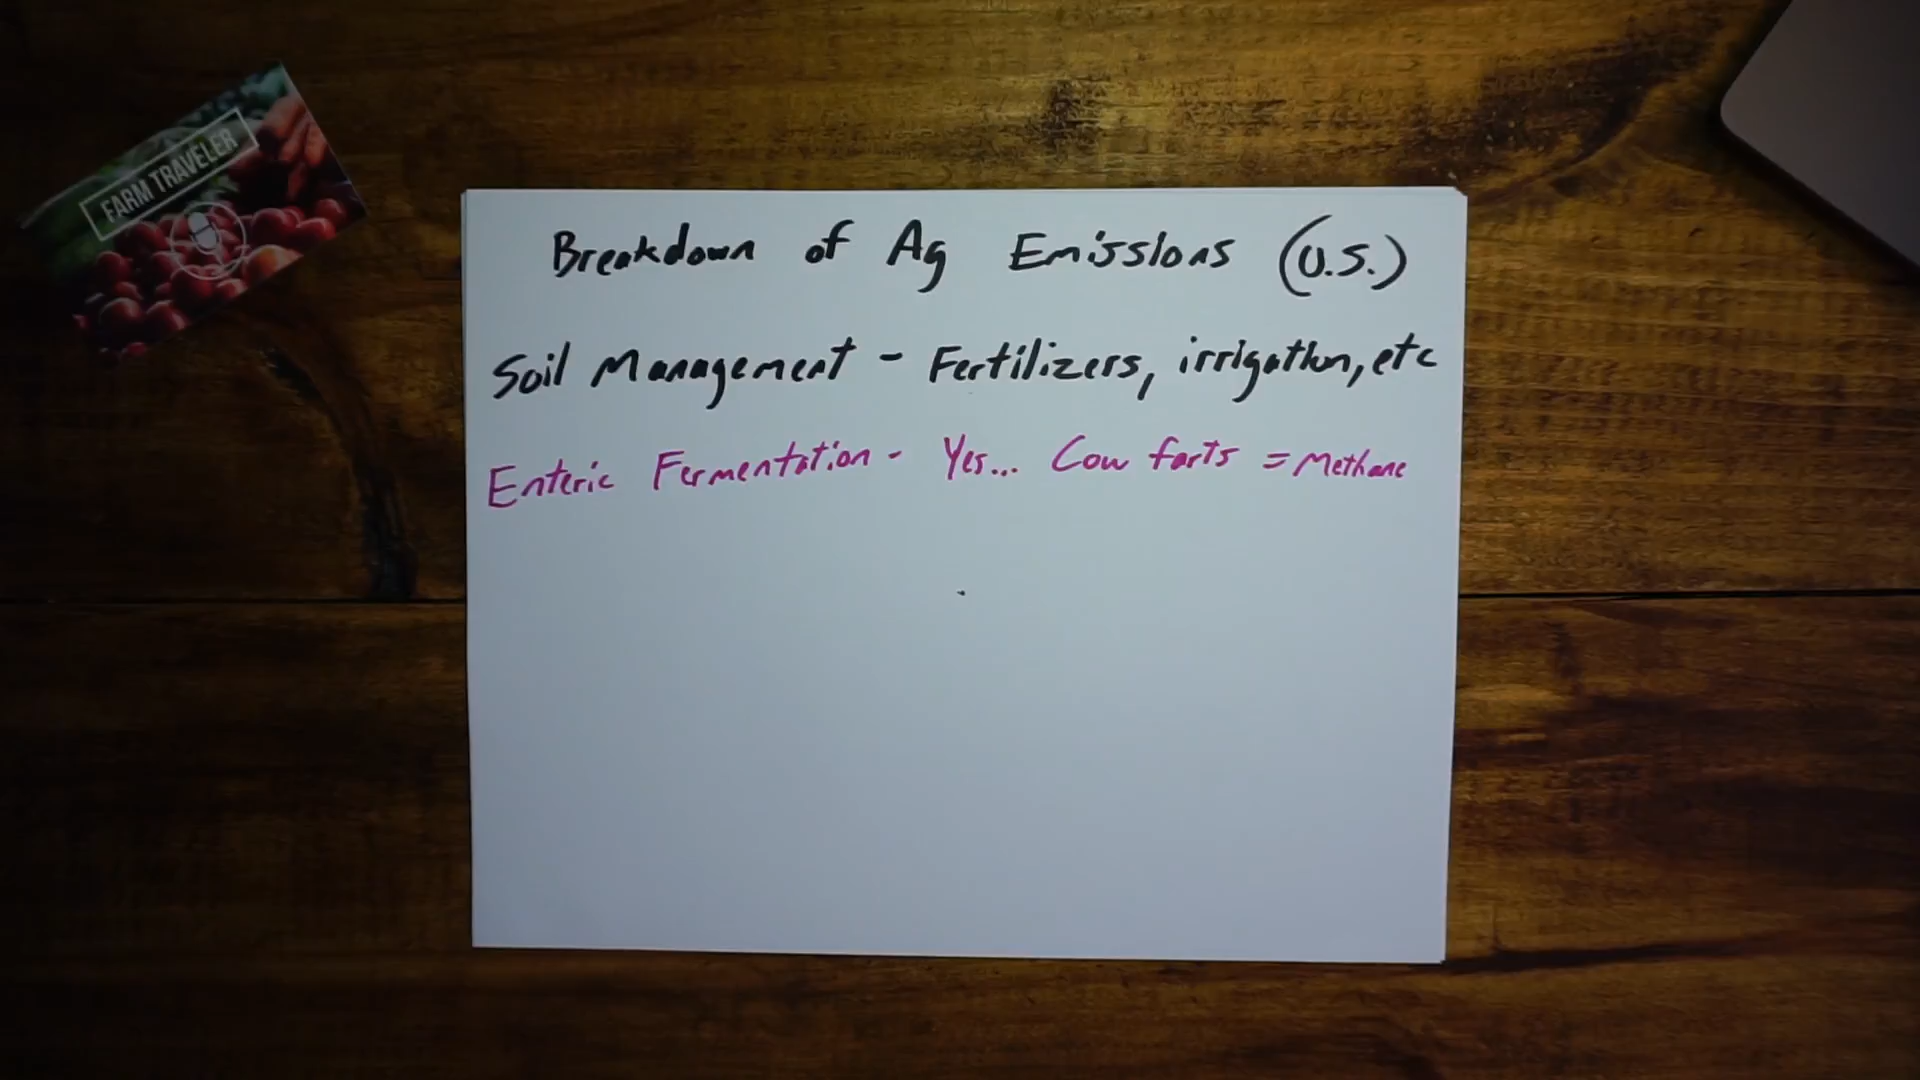 FARM TRAVELER
Breakdown of Ag Emissions (U.S.)
Soil Management - Fertilizers, irrigation, etc
Enteric Fermentation - Yes... Cow farts = Methane